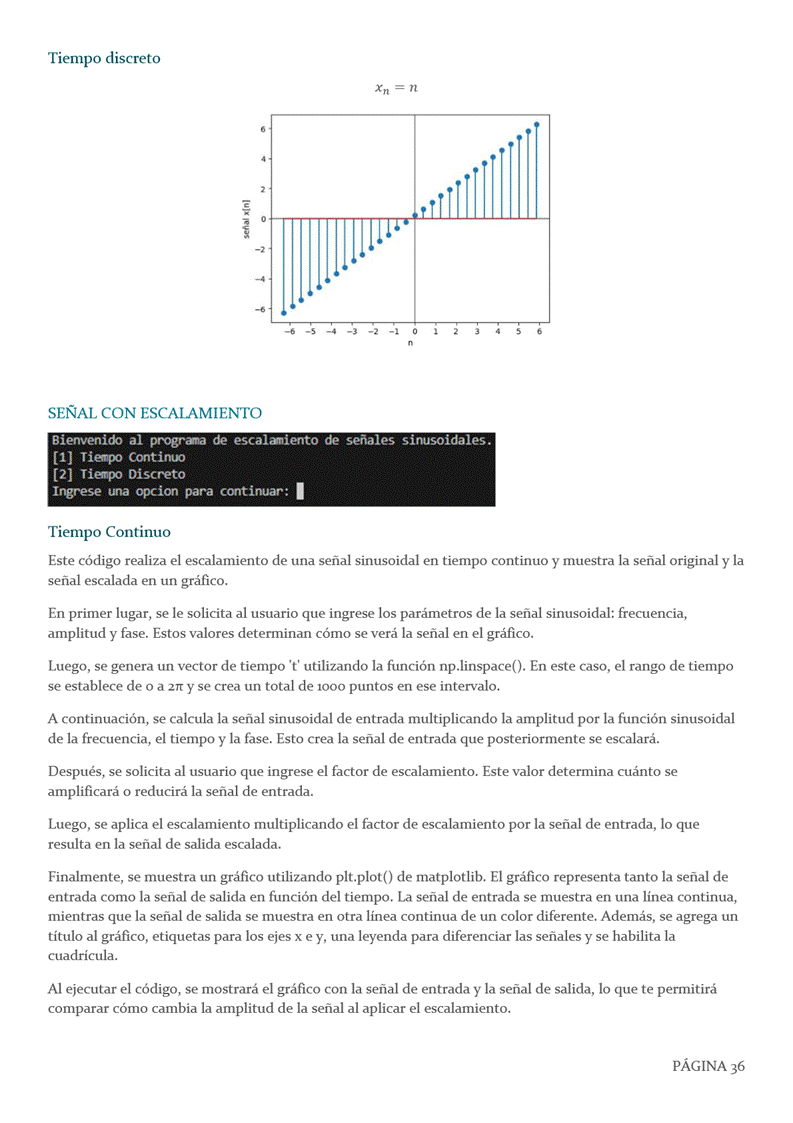 Tiempo discreto
xₙ = n
6
4
2
0
−2
−4
−6
señal x[n]
−6 −5 −4 −3 −2 −1 0 1 2 3 4 5 6
n
SEÑAL CON ESCALAMIENTO
Bienvenido al programa de escalamiento de señales sinusoidales.
[1] Tiempo Continuo
[2] Tiempo Discreto
Ingrese una opcion para continuar:
Tiempo Continuo
Este código realiza el escalamiento de una señal sinusoidal en tiempo continuo y muestra la señal original y la
señal escalada en un gráfico.
En primer lugar, se le solicita al usuario que ingrese los parámetros de la señal sinusoidal: frecuencia,
amplitud y fase. Estos valores determinan cómo se verá la señal en el gráfico.
Luego, se genera un vector de tiempo 't' utilizando la función np.linspace(). En este caso, el rango de tiempo
se establece de 0 a 2π y se crea un total de 1000 puntos en ese intervalo.
A continuación, se calcula la señal sinusoidal de entrada multiplicando la amplitud por la función sinusoidal
de la frecuencia, el tiempo y la fase. Esto crea la señal de entrada que posteriormente se escalará.
Después, se solicita al usuario que ingrese el factor de escalamiento. Este valor determina cuánto se
amplificará o reducirá la señal de entrada.
Luego, se aplica el escalamiento multiplicando el factor de escalamiento por la señal de entrada, lo que
resulta en la señal de salida escalada.
Finalmente, se muestra un gráfico utilizando plt.plot() de matplotlib. El gráfico representa tanto la señal de
entrada como la señal de salida en función del tiempo. La señal de entrada se muestra en una línea continua,
mientras que la señal de salida se muestra en otra línea continua de un color diferente. Además, se agrega un
título al gráfico, etiquetas para los ejes x e y, una leyenda para diferenciar las señales y se habilita la
cuadrícula.
Al ejecutar el código, se mostrará el gráfico con la señal de entrada y la señal de salida, lo que te permitirá
comparar cómo cambia la amplitud de la señal al aplicar el escalamiento.
PÁGINA 36